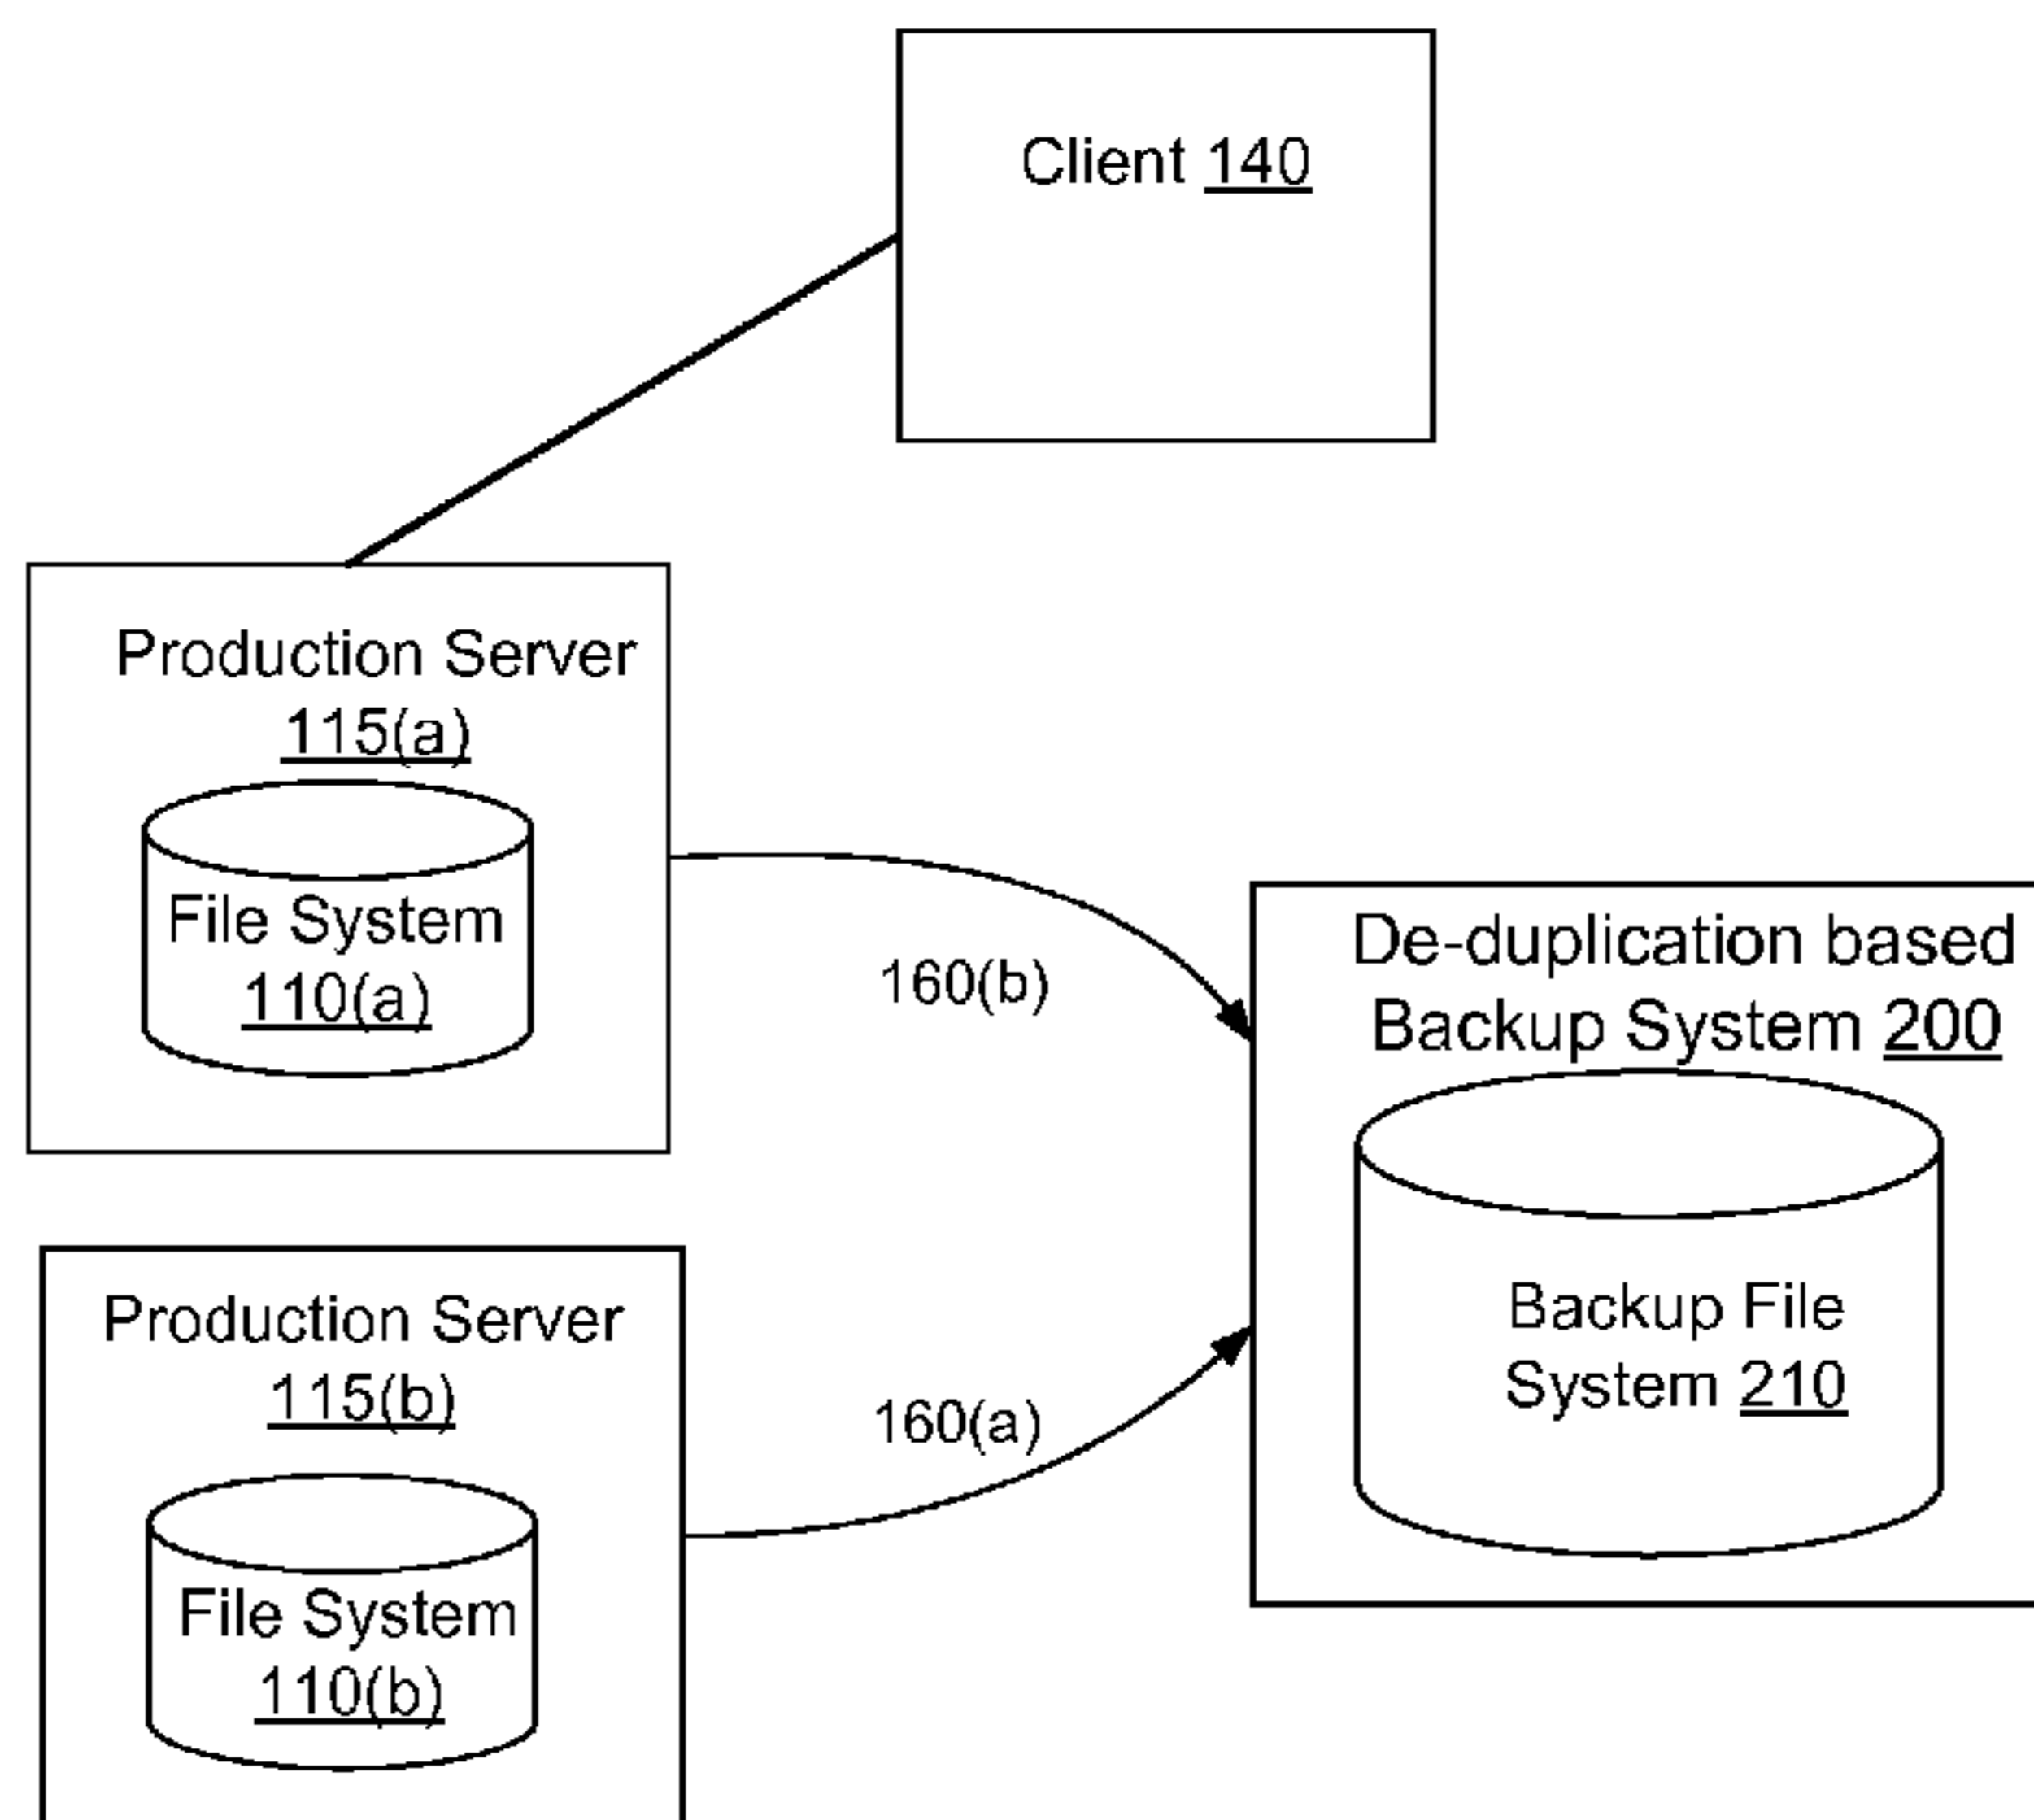 Client 140
Production Server
115(a)
File System
110(a)
160(b)
De-duplication based
Backup System 200
Backup File
System 210
Production Server
115(b)
160(a)
File System
110(b)